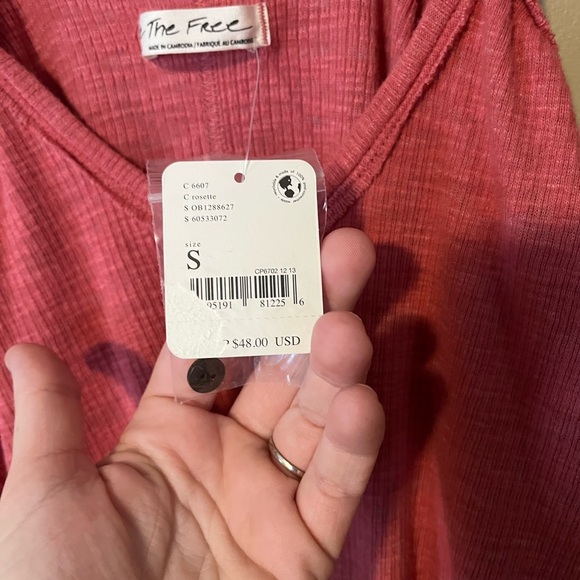 The Free
MADE IN CAMBODIA / FABRIQUÉ AU CAMBODGE
C 6607
C rosette
S OB1288627
S 60533072
size
S
CP8702 12 13
95191 81225 6
$48.00 USD